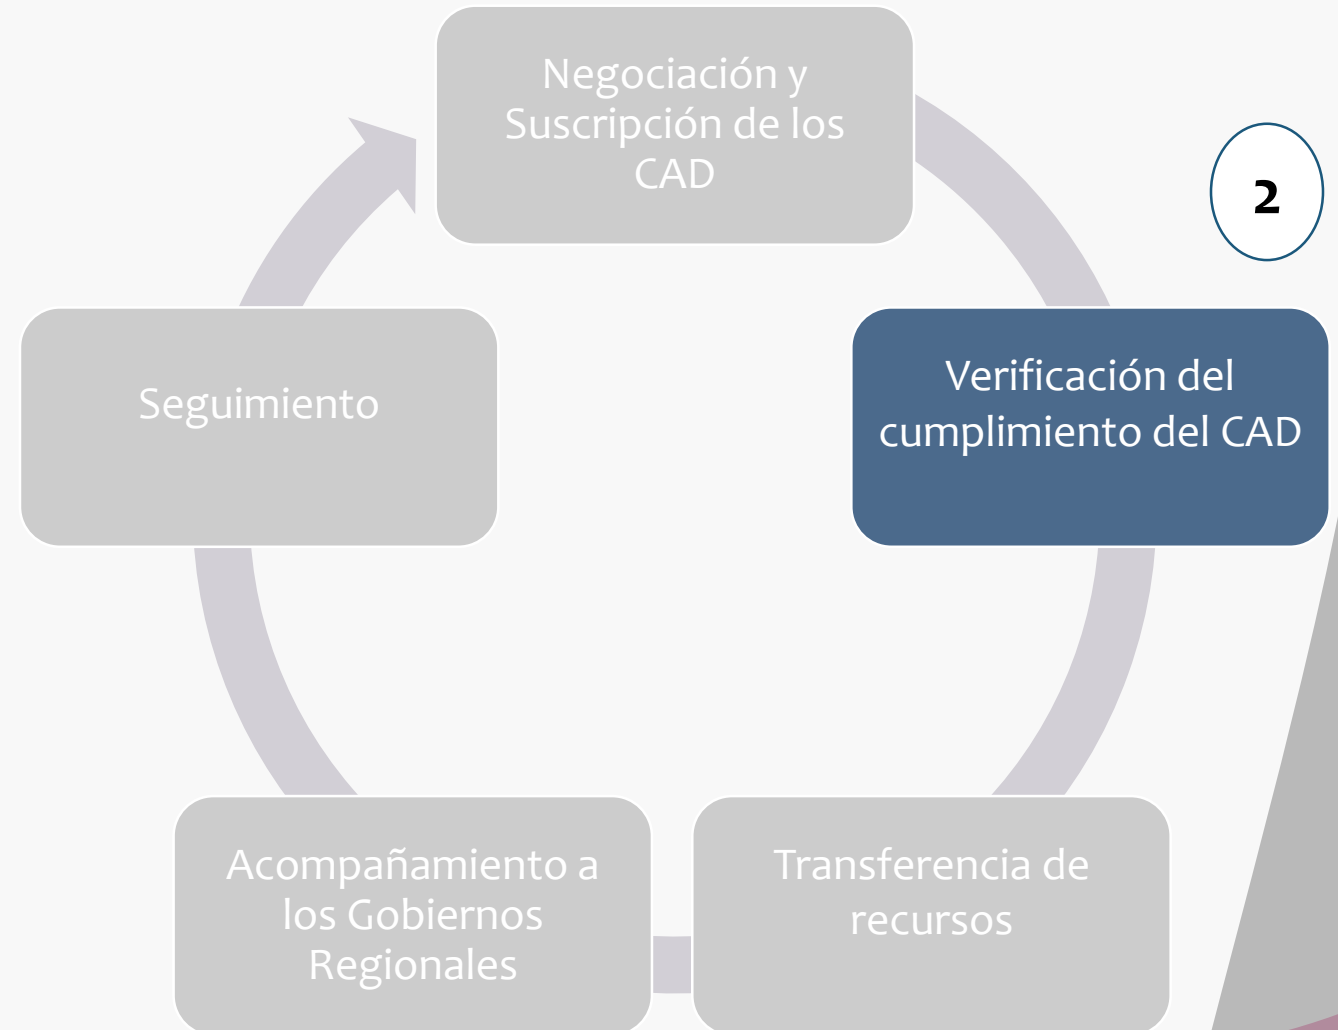 Negociación y
Suscripción de los
CAD
2
Verificación del
cumplimiento del CAD
Seguimiento
Acompañamiento a
los Gobiernos
Regionales
Transferencia de
recursos